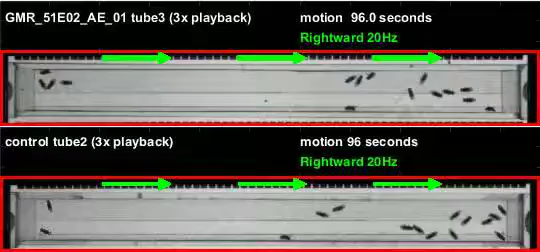 GMR_51E02_AE_01 tube3 (3x playback) motion  96.0 seconds
Rightward 20Hz
control tube2 (3x playback) motion 96 seconds
Rightward 20Hz